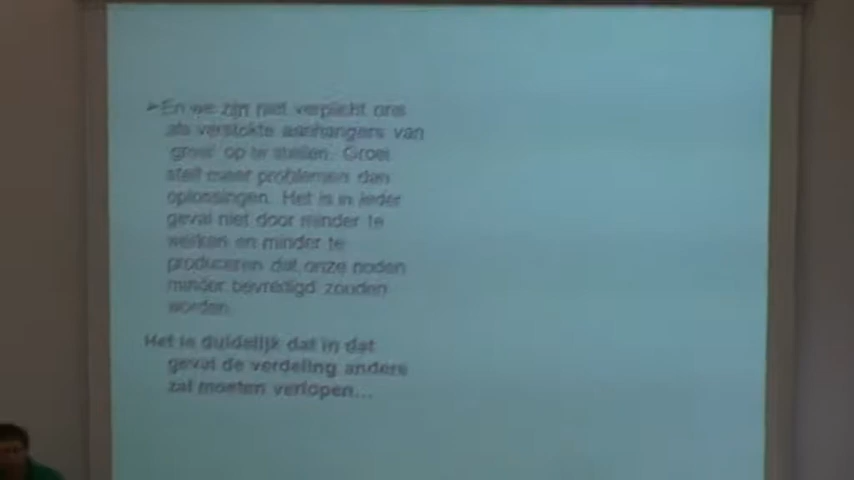 ➤En we zijn niet verplicht ons
als verstokte aanhangers van
groei op te stellen. Groei
stelt meer problemen dan
oplossingen. Het is in ieder
geval niet door minder te
werken en minder te
produceren dat onze noden
minder bevredigd zouden
worden.
Het is duidelijk dat in dat
geval de verdeling anders
zal moeten verlopen...